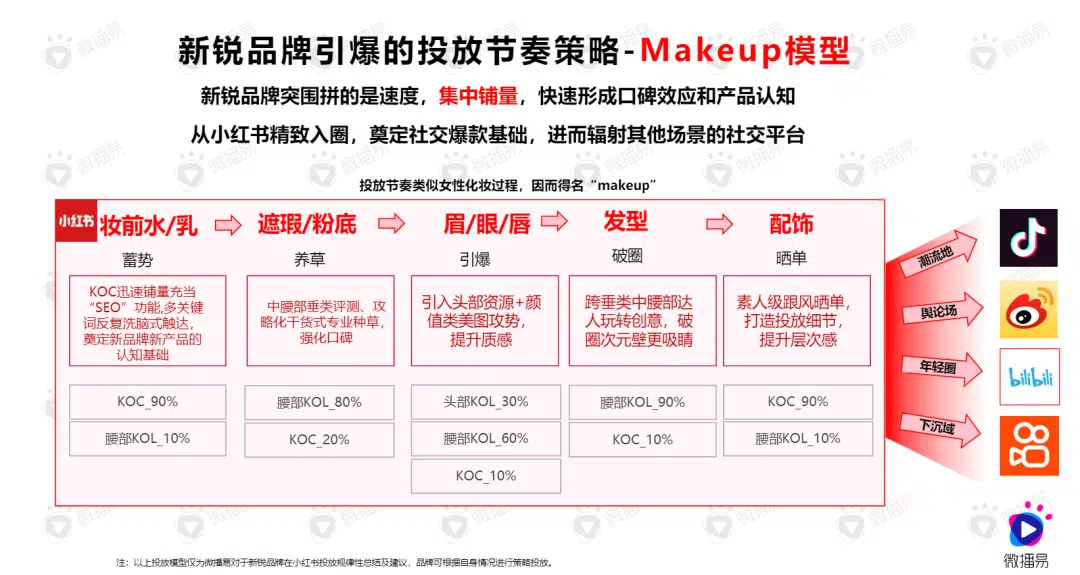 新锐品牌引爆的投放节奏策略-Makeup模型
新锐品牌突围拼的是速度，集中铺量，快速形成口碑效应和产品认知
从小红书精致入圈，奠定社交爆款基础，进而辐射其他场景的社交平台
投放节奏类似女性化妆过程，因而得名“makeup”
小红书
妆前水/乳
遮瑕/粉底
眉/眼/唇
发型
配饰
蓄势
养草
引爆
破圈
晒单
KOC迅速铺量充当
“SEO”功能,多关键
词反复洗脑式触达，
奠定新品牌新产品的
认知基础
中腰部垂类评测、攻
略化干货式专业种草，
强化口碑
引入头部资源+颜
值类美图攻势，
提升质感
跨垂类中腰部达
人玩转创意，破
圈次元壁更吸睛
素人级跟风晒单，
打造投放细节，
提升层次感
KOC_90%
腰部KOL_10%
腰部KOL_80%
KOC_20%
头部KOL_30%
腰部KOL_60%
KOC_10%
腰部KOL_90%
KOC_10%
KOC_90%
腰部KOL_10%
潮流地
舆论场
年轻圈
下沉域
bilibili
微播易
注：以上投放模型仅为微播易对于新锐品牌在小红书投放规律性总结及建议，品牌可根据自身情况进行策略投放。